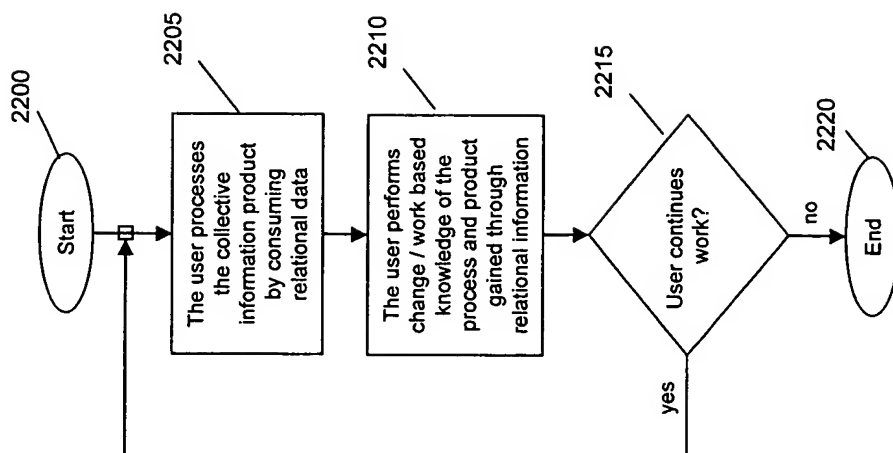 2200
Start
2205
The user processes
the collective
information product
by consuming
relational data
2210
The user performs
change / work based
knowledge of the
process and product
gained through
relational information
2215
User continues
work?
yes
no
2220
End